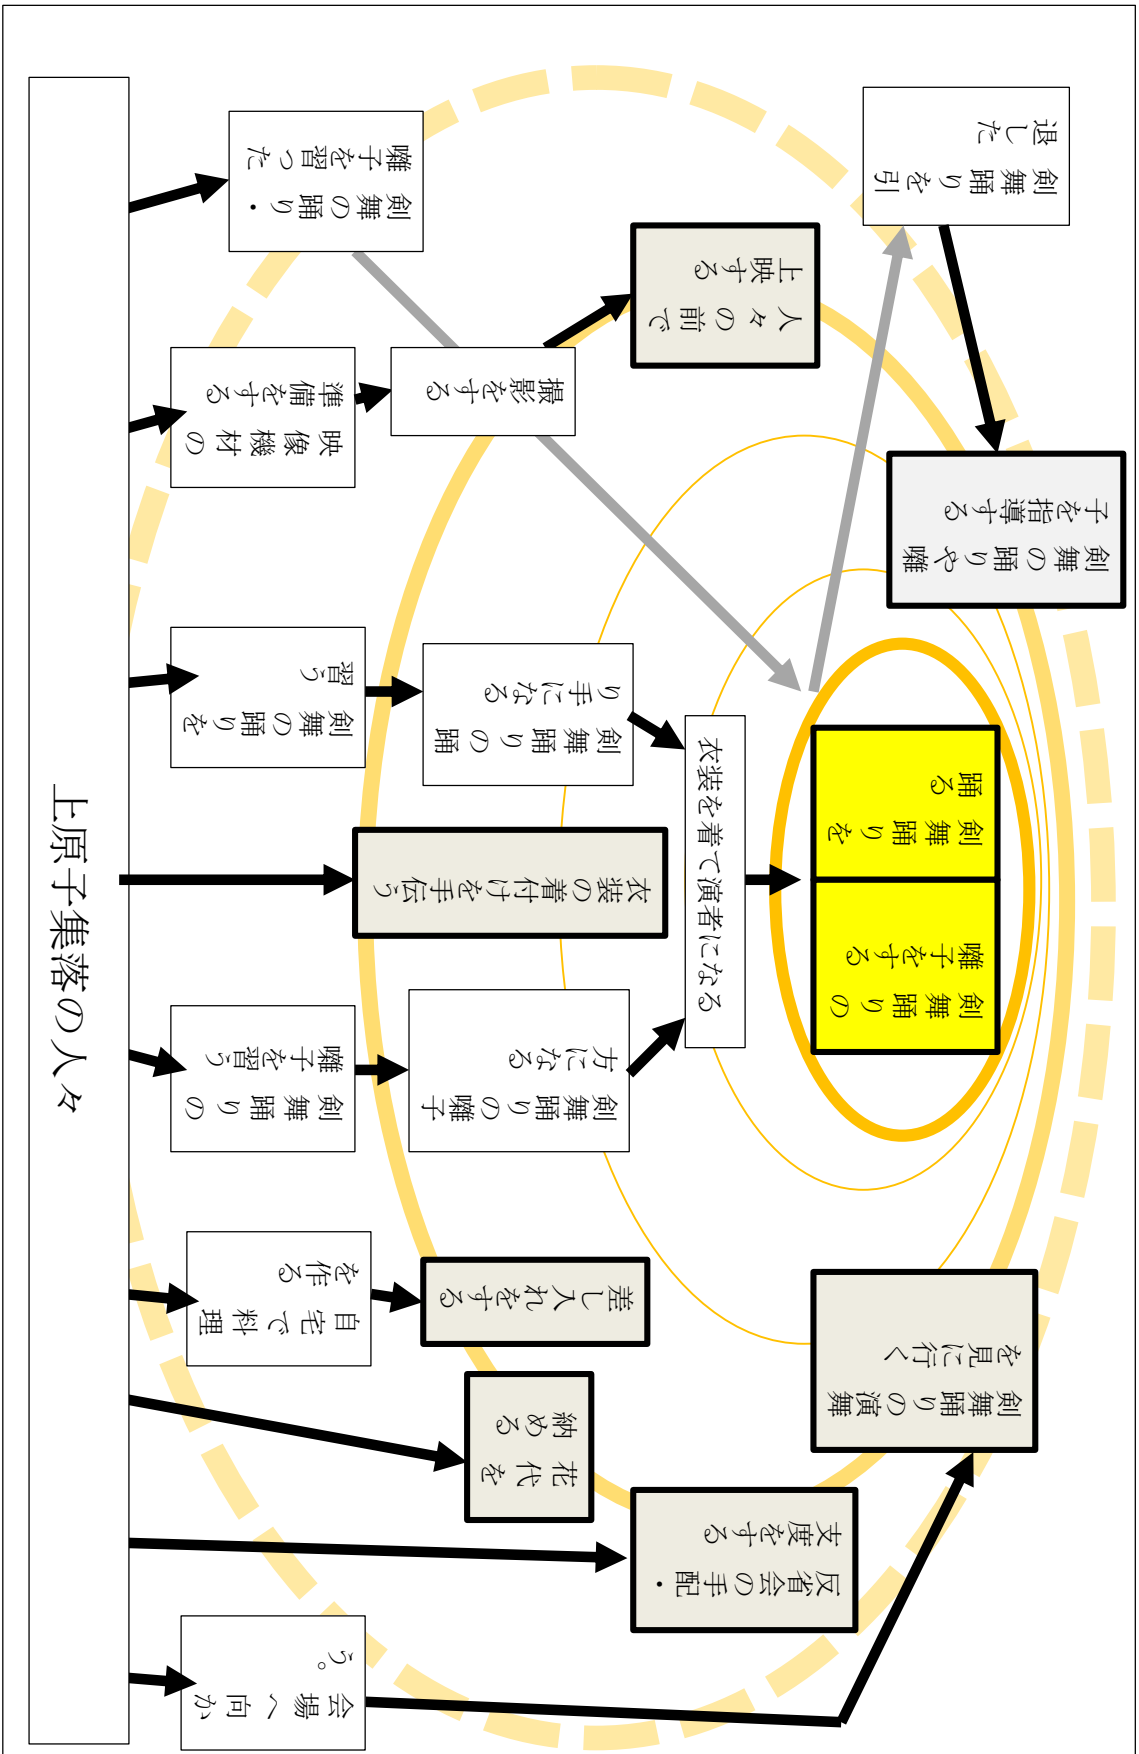 剣舞踊りを引
退した
剣舞の踊り・
囃子を習った
人々の前で
上映する
撮影をする
映像機材の
準備をする
剣舞の踊りや囃
子を指導する
剣舞踊りを
踊る
剣舞踊りの
囃子をする
衣装を着て演者になる
剣舞踊りの踊
り手になる
剣舞の踊りを
習う
衣装の着付けを手伝う
剣舞踊りの囃子
方になる
剣舞踊りの
囃子を習う
剣舞踊りの演舞
を見に行く
差し入れをする
自宅で料理
を作る
花代を
納める
反省会の手配・
支度をする
会場へ向か
う。
上原子集落の人々